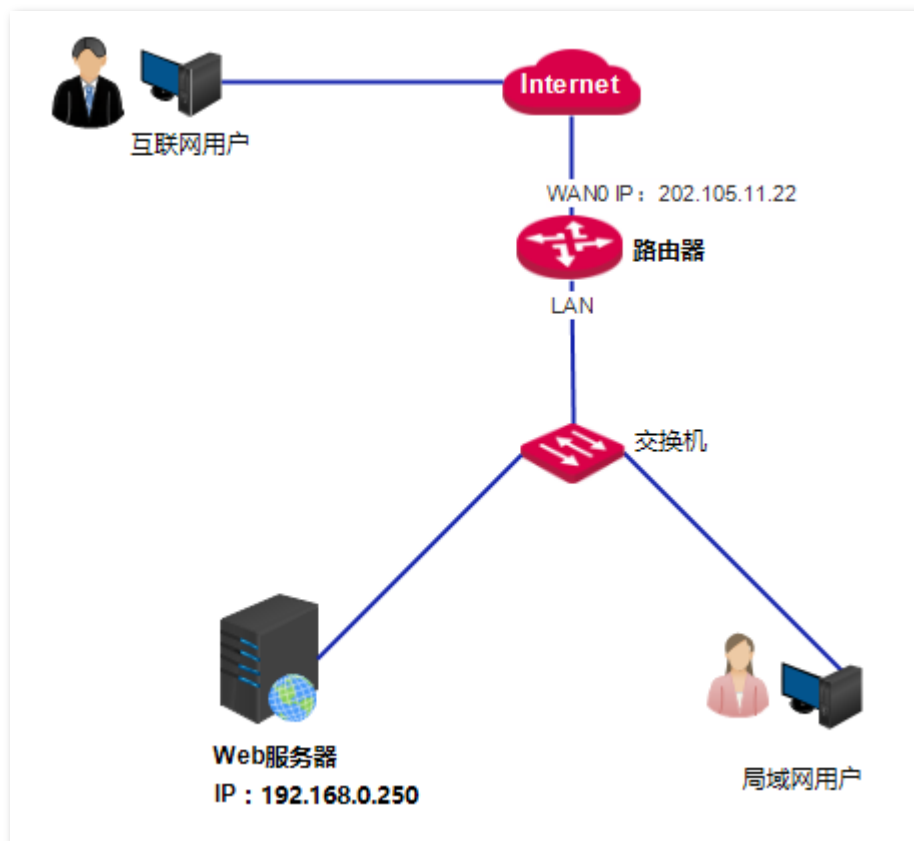 Internet
互联网用户
WAN0 IP：202.105.11.22
路由器
LAN
交换机
Web服务器
IP：192.168.0.250
局域网用户